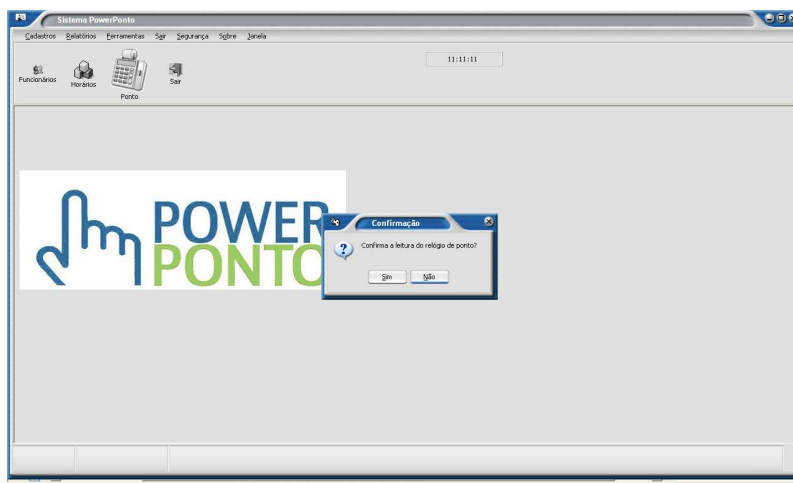 Sistema PowerPonto
Cadastros Relatórios Ferramentas Sair Segurança Sobre Janela
11:11:11
Funcionários
Horários
Ponto
Sair
POWER
PONTO
Confirmação
Confirma a leitura do relógio de ponto?
Sim Não